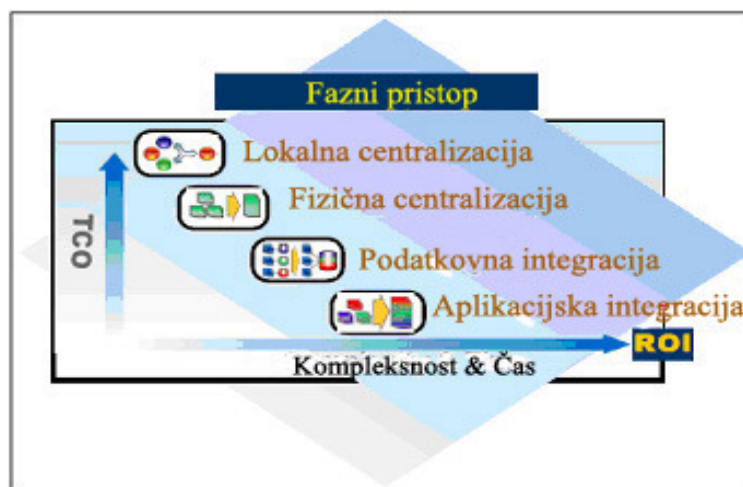 Fazni pristop
Lokalna centralizacija
Fizična centralizacija
TCO
Podatkovna integracija
Aplikacijska integracija
ROI
Kompleksnost & Čas